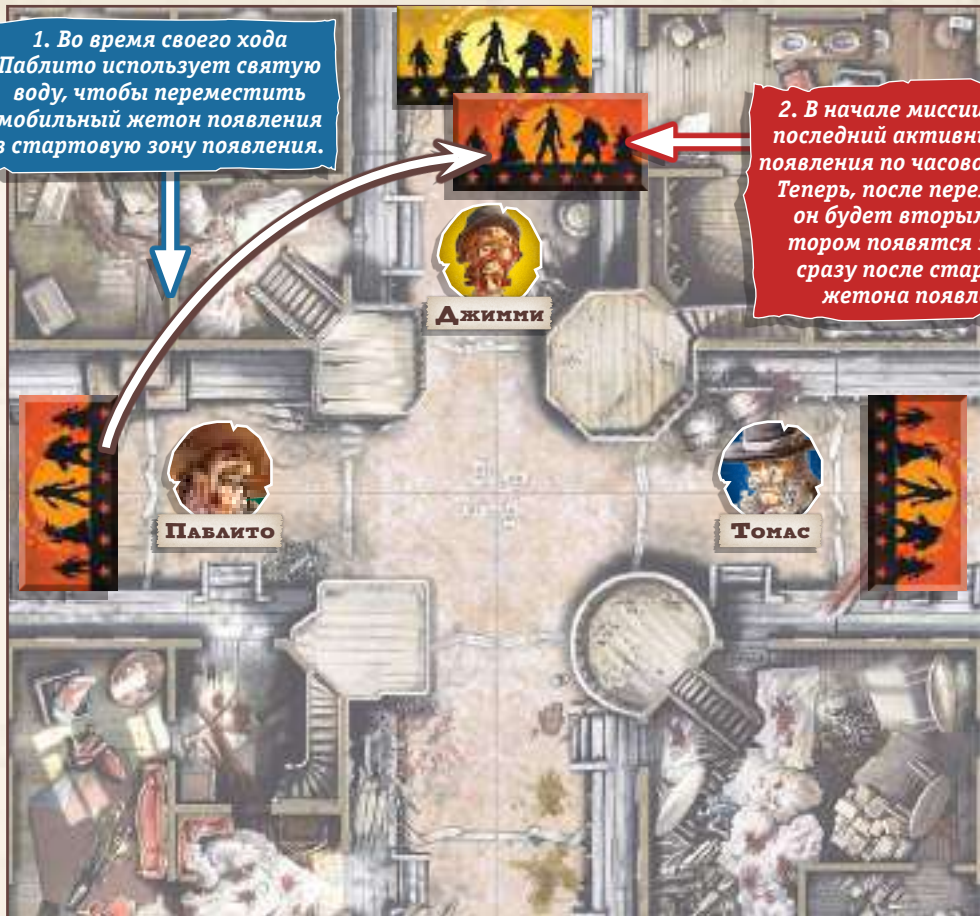 1. Во время своего хода
Паблито использует святую
воду, чтобы переместить
мобильный жетон появления
в стартовую зону появления.
2. В начале миссии
последний активн
появления по часово
Теперь, после пере
он будет вторы
тором появятся
сразу после стар
жетона появл
Джимми
Паблито
Томас